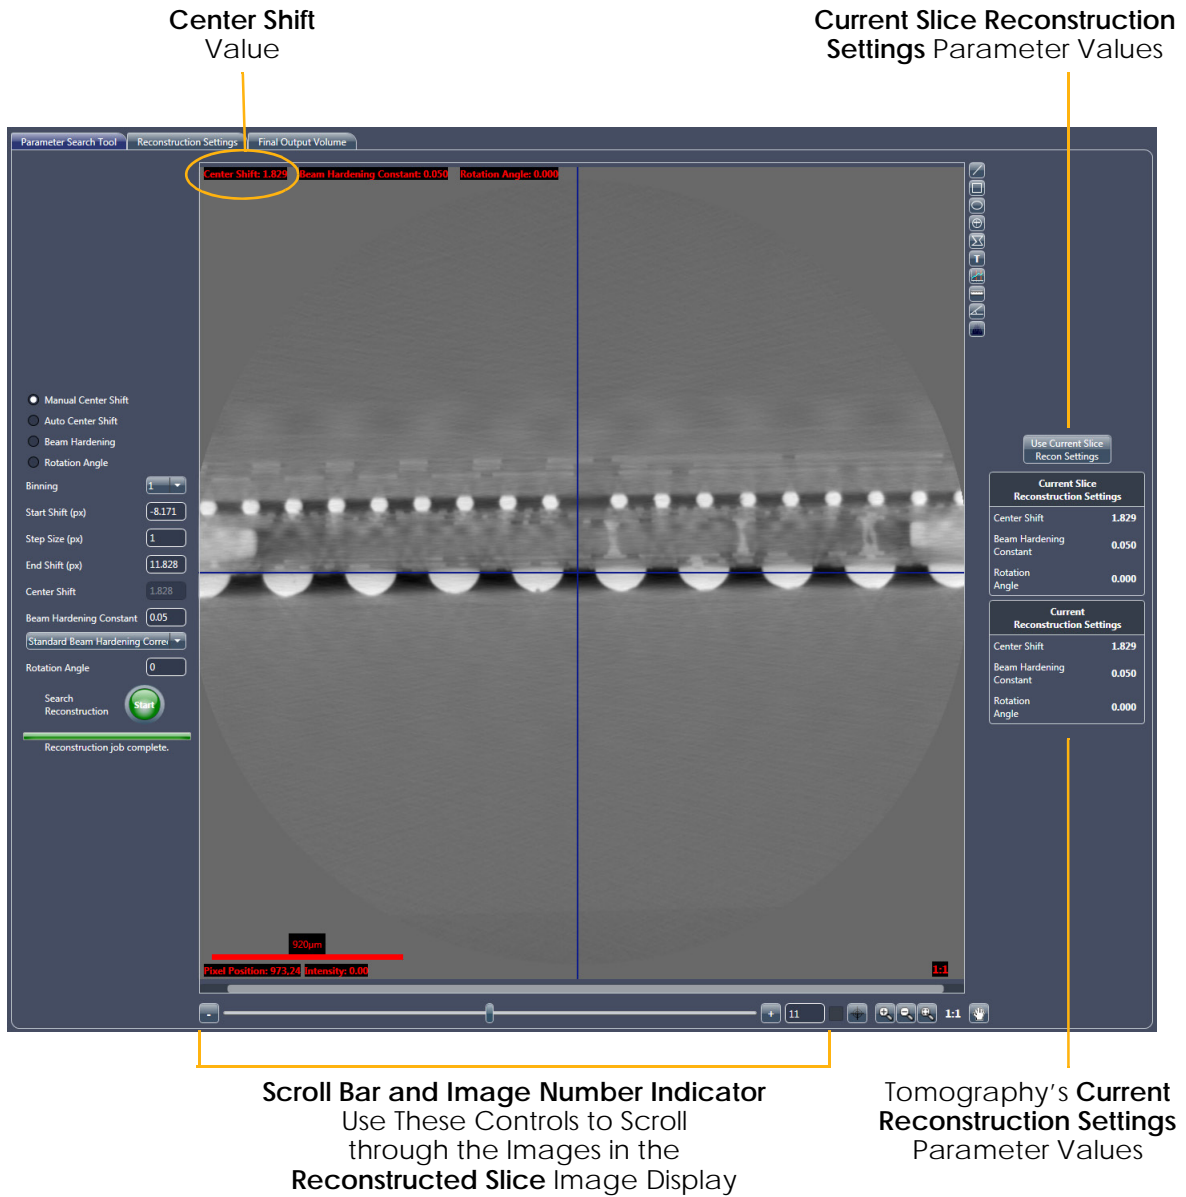 Center Shift
Value
Current Slice Reconstruction
Settings Parameter Values
Parameter Search Tool
Reconstruction Settings
Final Output Volume
Center Shift: 1.829
Beam Hardening Constant: 0.050
Rotation Angle: 0.000
T
Manual Center Shift
Auto Center Shift
Beam Hardening
Rotation Angle
Binning 1
Start Shift (px) -8.171
Step Size (px) 1
End Shift (px) 11.828
Center Shift 1.828
Beam Hardening Constant 0.05
Standard Beam Hardening Correc
Rotation Angle 0
Search
Reconstruction
Start
Reconstruction job complete.
Use Current Slice
Recon Settings
Current Slice
Reconstruction Settings
Center Shift 1.829
Beam Hardening
Constant 0.050
Rotation
Angle 0.000
Current
Reconstruction Settings
Center Shift 1.829
Beam Hardening
Constant 0.050
Rotation
Angle 0.000
920µm
Pixel Position: 973,24 Intensity: 0.00
1:1
- + 11 1:1
Scroll Bar and Image Number Indicator
Use These Controls to Scroll
through the Images in the
Reconstructed Slice Image Display
Tomography's Current
Reconstruction Settings
Parameter Values